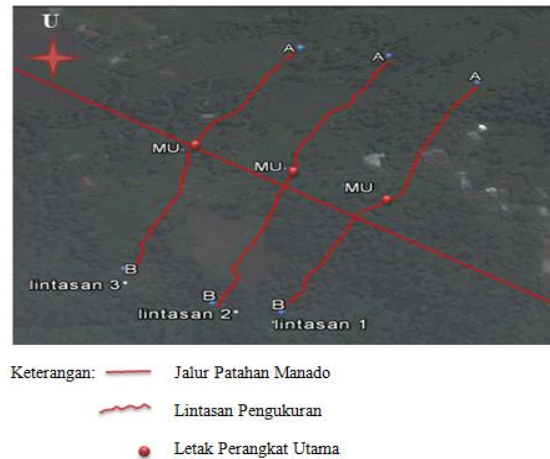 U
A
A
A
MU
MU
MU
B
lintasan 3
B
lintasan 2
B
lintasan 1
Keterangan:
Jalur Patahan Manado
Lintasan Pengukuran
Letak Perangkat Utama